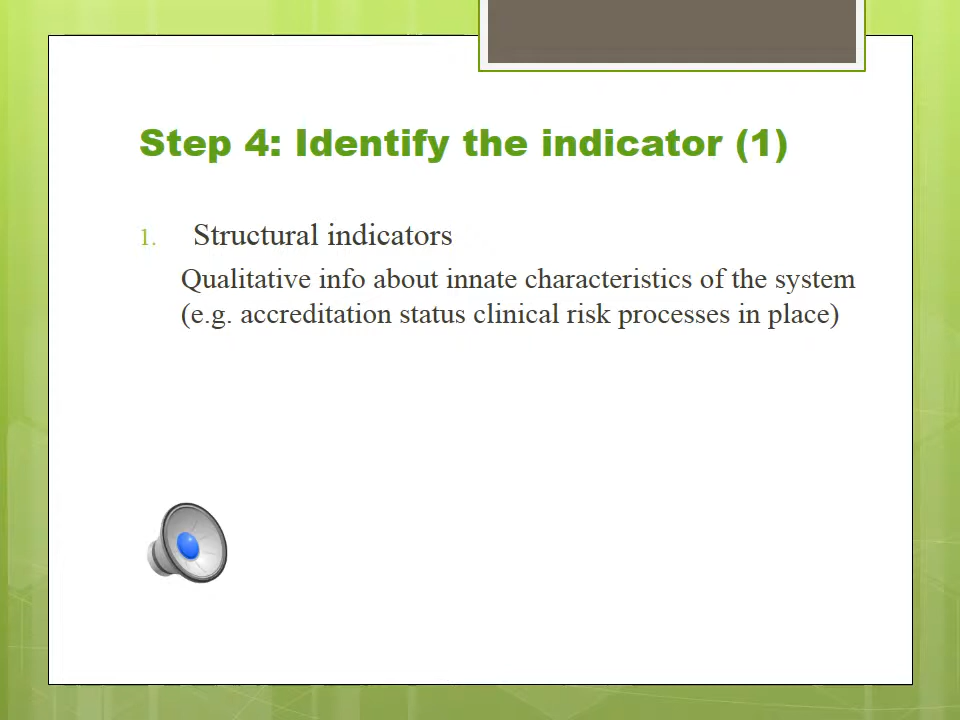 Step 4: Identify the indicator (1)
1. Structural indicators
Qualitative info about innate characteristics of the system
(e.g. accreditation status clinical risk processes in place)